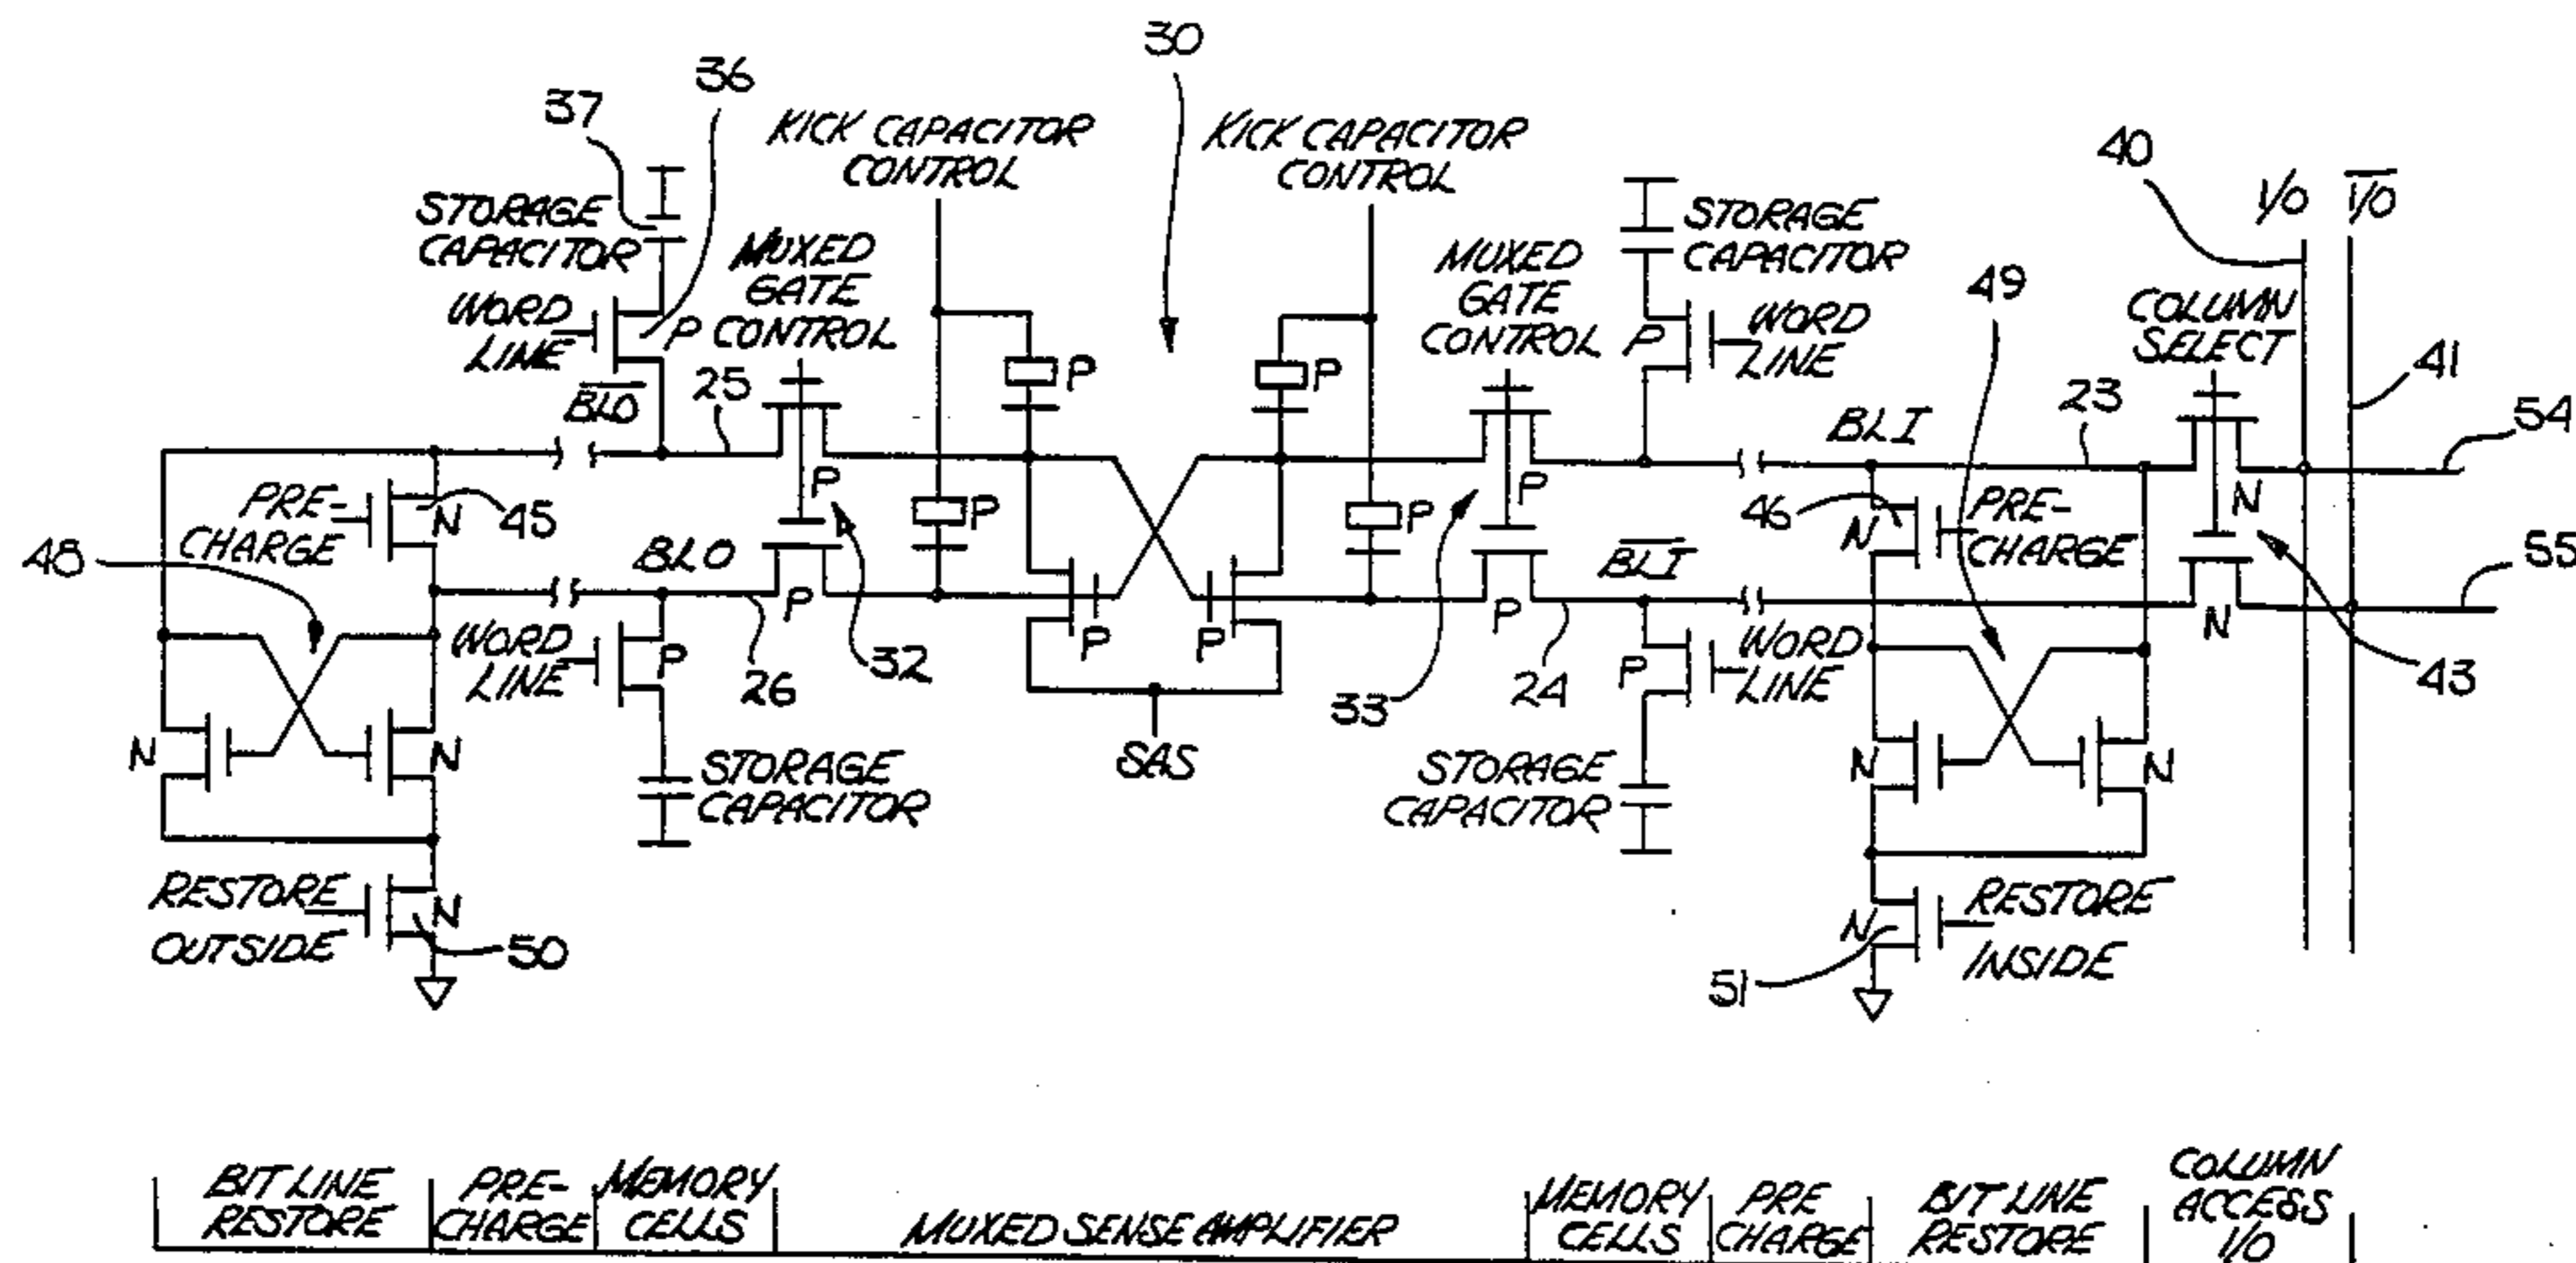 30
36
37
KICK CAPACITOR
CONTROL
KICK CAPACITOR
CONTROL
40
I/O
I/O
STORAGE
CAPACITOR
MUXED
GATE
CONTROL
STORAGE
CAPACITOR
MUXED
GATE
CONTROL
49
COLUMN
SELECT
WORD
LINE
P
P
P
P
WORD
LINE
41
BLO
25
BLI
23
54
PRE-
CHARGE
N
45
P
P
P
P
46
N
PRE-
CHARGE
N
48
BLO
BLI
55
WORD
LINE
P
26
P
32
P
P
33
P
24
P
WORD
LINE
N
43
N
N
SAS
N
N
STORAGE
CAPACITOR
STORAGE
CAPACITOR
RESTORE
OUTSIDE
N
50
N
51
RESTORE
INSIDE
BIT LINE
RESTORE
PRE-
CHARGE
MEMORY
CELLS
MUXED SENSE AMPLIFIER
MEMORY
CELLS
PRE
CHARGE
BIT LINE
RESTORE
COLUMN
ACCESS
I/O